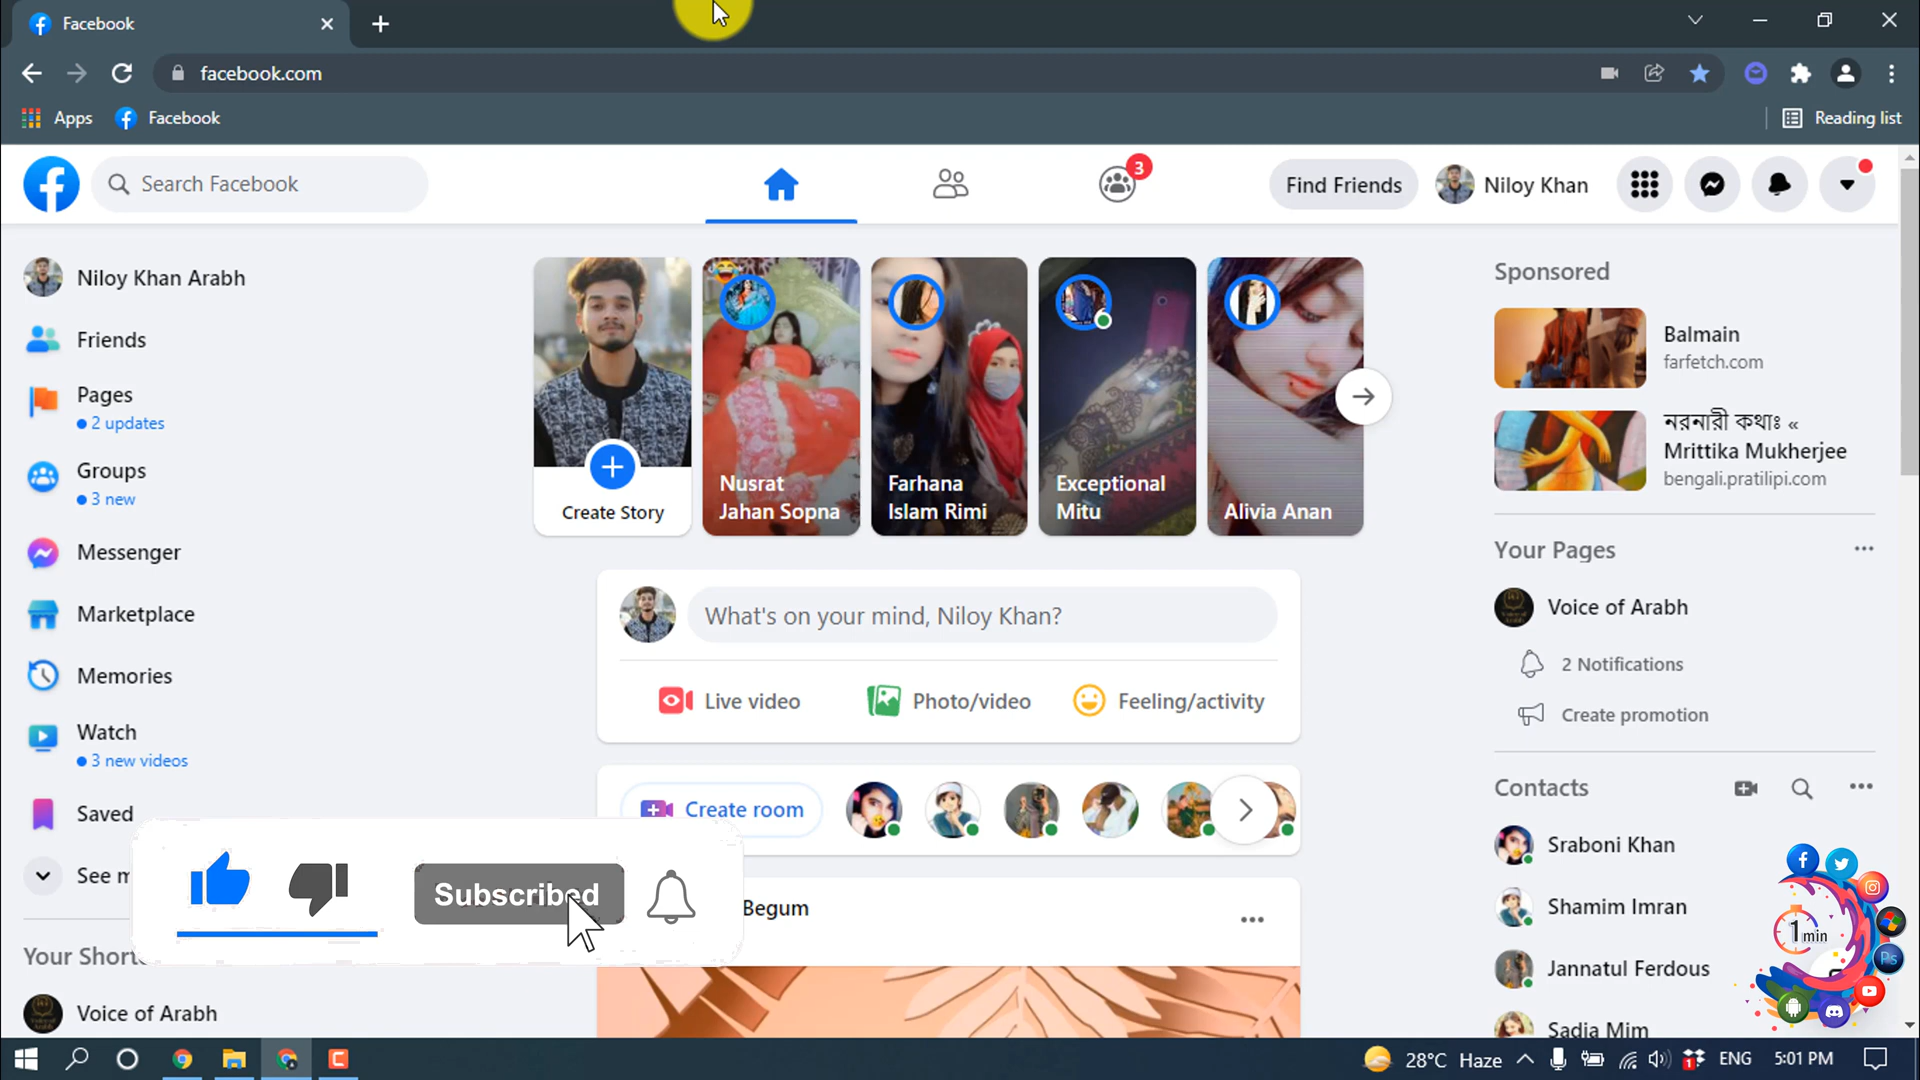 Facebook
facebook.com
Apps
Facebook
Reading list
Search Facebook
3
Find Friends
Niloy Khan
Niloy Khan Arabh
Friends
Pages
2 updates
Groups
3 new
Messenger
Marketplace
Memories
Watch
3 new videos
Saved
See m
Your Short
Voice of Arabh
Create Story
Nusrat
Jahan Sopna
Farhana
Islam Rimi
Exceptional
Mitu
Alivia Anan
What's on your mind, Niloy Khan?
Live video
Photo/video
Feeling/activity
Create room
Begum
Subscribed
Sponsored
Balmain
farfetch.com
নরনারী কথাঃ «
Mrittika Mukherjee
bengali.pratilipi.com
Your Pages
Voice of Arabh
2 Notifications
Create promotion
Contacts
Sraboni Khan
Shamim Imran
Jannatul Ferdous
Sadia Mim
1 min
Ps
28°C Haze
ENG
5:01 PM